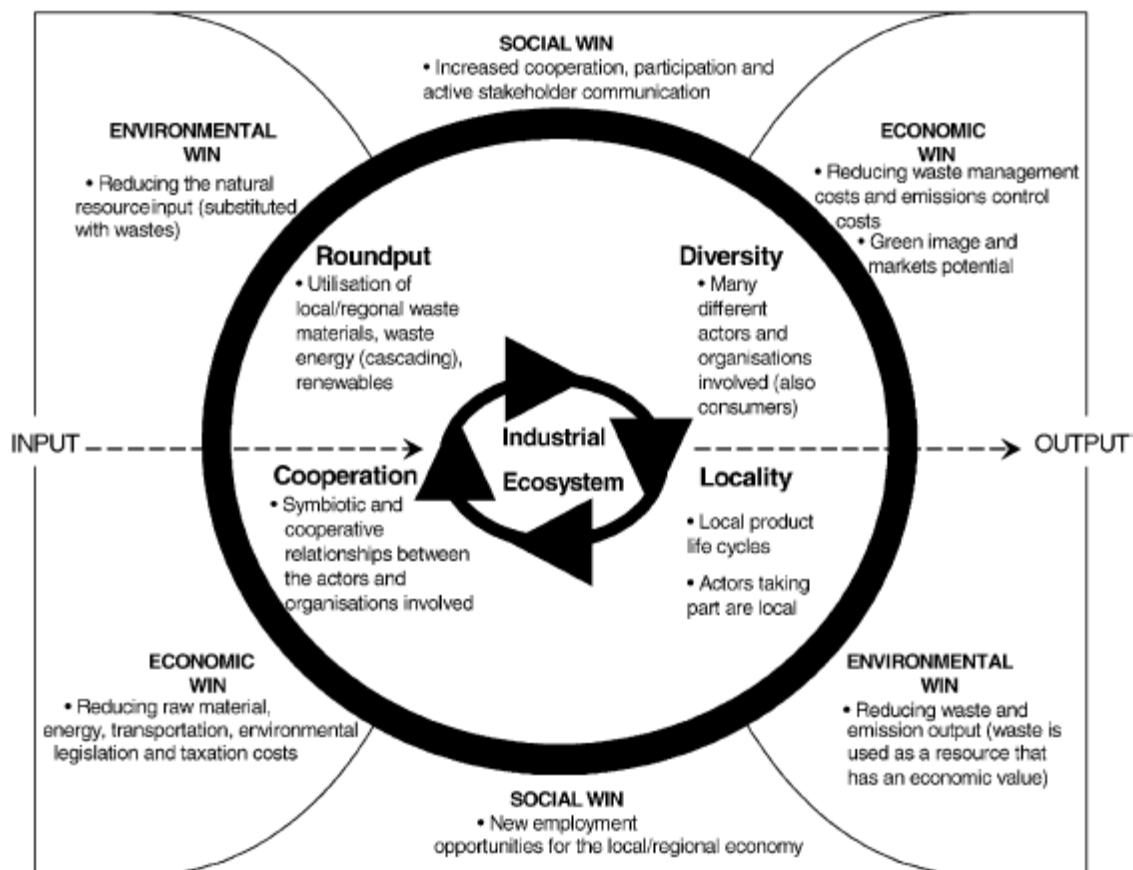 SOCIAL WIN
• Increased cooperation, participation and
active stakeholder communication
ENVIRONMENTAL
WIN
• Reducing the natural
resourceinput (substituted
with wastes)
ECONOMIC
WIN
• Reducing waste management
costs and emissions control
costs
• Green image and
markets potential
Roundput
• Utilisation of
local/regonal waste
materials, waste
energy (cascading),
renewables
Diversity
• Many
different
actors and
organisations
involved (also
consumers)
INPUT
Industrial
Ecosystem
OUTPUT
Cooperation
• Symbiotic and
cooperative
relationships between
the actors and
organisations involved
Locality
• Local product
life cycles
• Actors taking
part are local
ECONOMIC
WIN
• Reducing raw material,
energy, transportation, environmental
legislation and taxation costs
ENVIRONMENTAL
WIN
• Reducing waste and
emission output (waste is
used as a resource that
has an economic value)
SOCIAL WIN
• New employment
opportunities for the local/regional economy